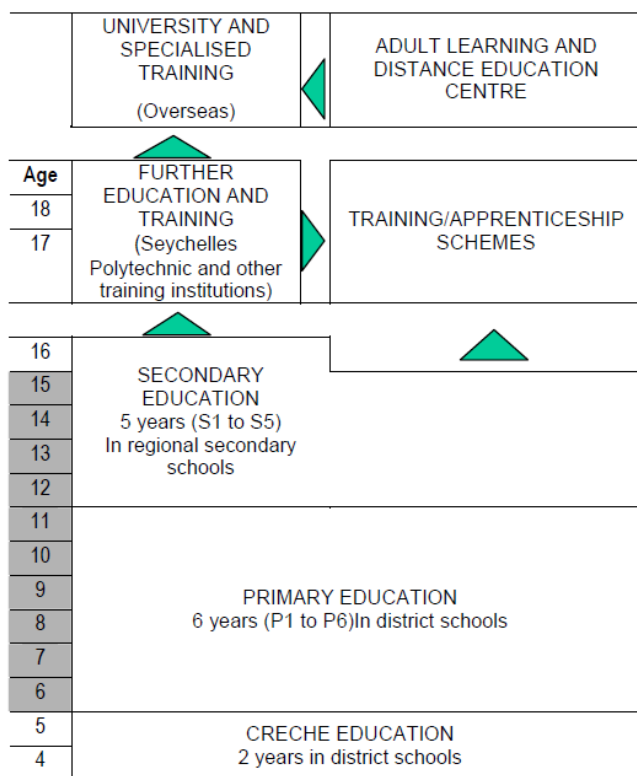 UNIVERSITY AND
SPECIALISED
TRAINING
(Overseas)
ADULT LEARNING AND
DISTANCE EDUCATION
CENTRE
Age
18
17
FURTHER
EDUCATION AND
TRAINING
(Seychelles
Polytechnic and other
training institutions)
TRAINING/APPRENTICESHIP
SCHEMES
16
15
14
13
12
SECONDARY
EDUCATION
5 years (S1 to S5)
In regional secondary
schools
11
10
9
8
7
6
PRIMARY EDUCATION
6 years (P1 to P6)In district schools
5
4
CRECHE EDUCATION
2 years in district schools